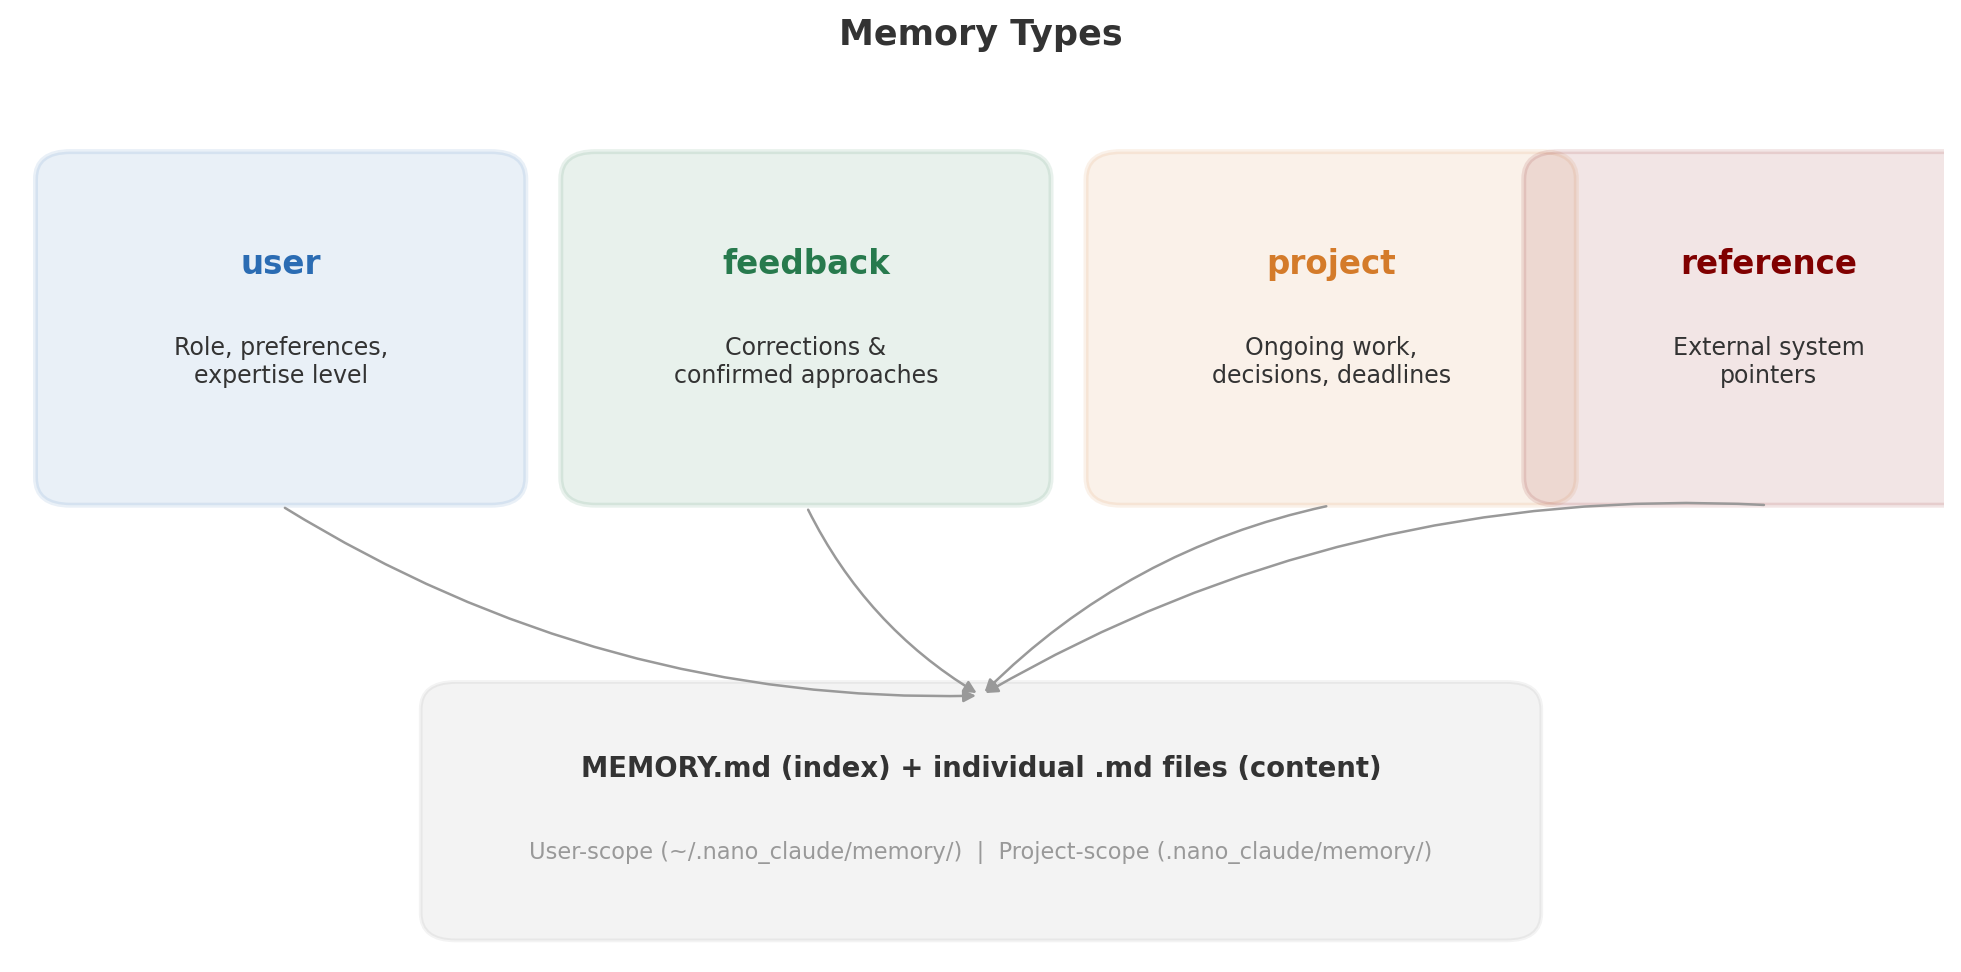 Memory Types
user
Role, preferences,
expertise level
feedback
Corrections &
confirmed approaches
project
Ongoing work,
decisions, deadlines
reference
External system
pointers
MEMORY.md (index) + individual .md files (content)
User-scope (~/.nano_claude/memory/) | Project-scope (.nano_claude/memory/)